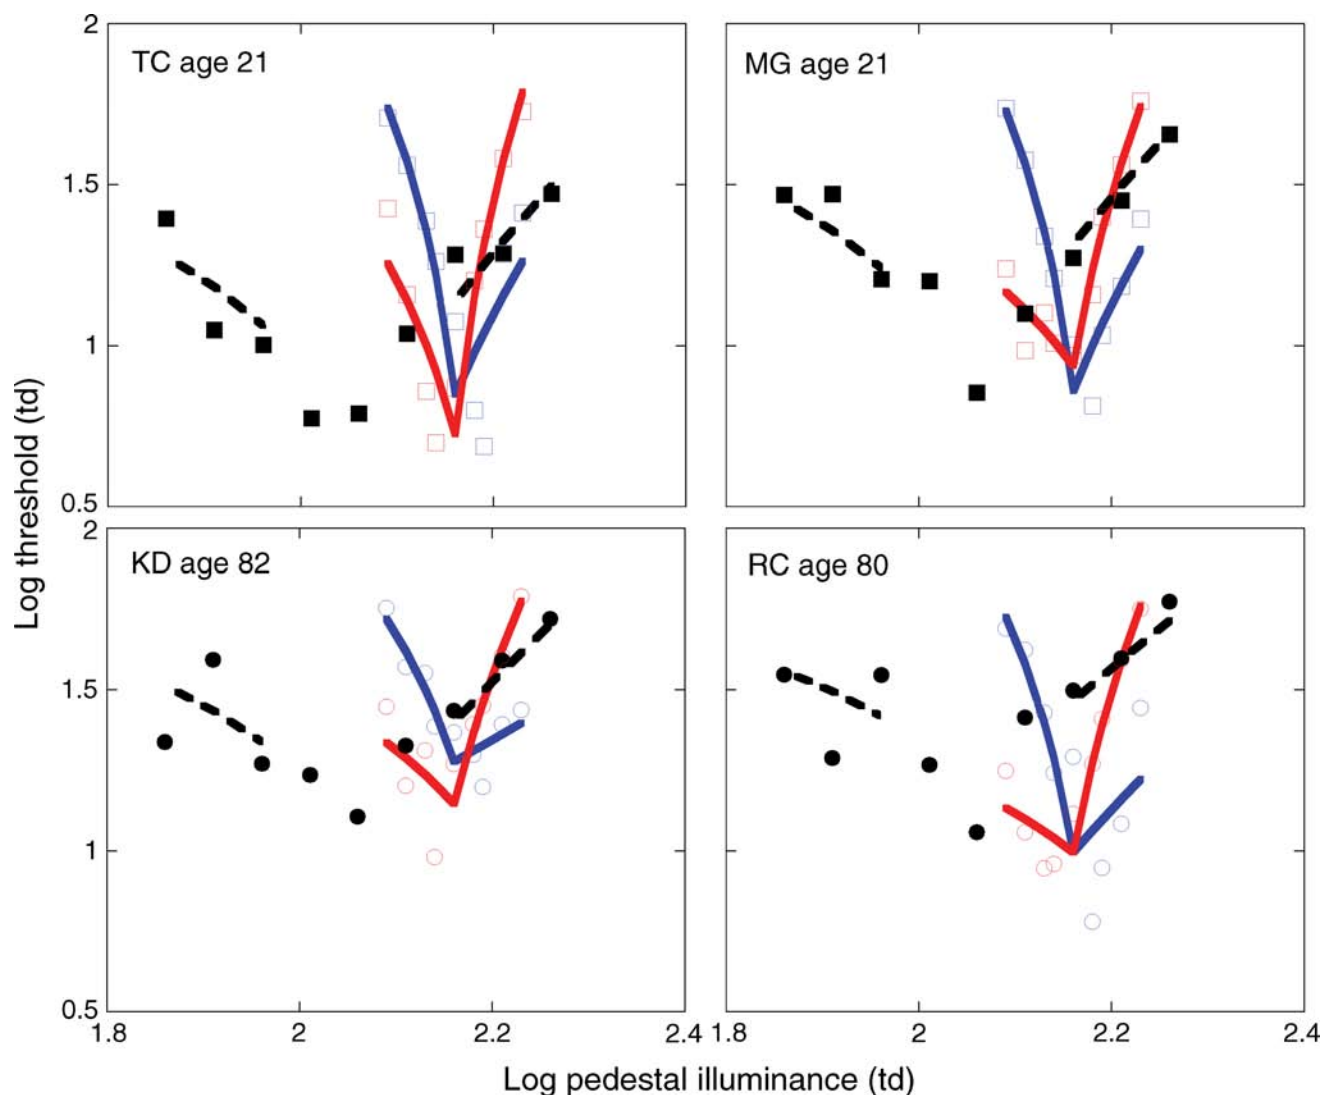 2
1.5
1
0.5
TC age 21
MG age 21
Log threshold (td)
2
1.5
1
0.5
KD age 82
RC age 80
1.8 2 2.2 2.4 1.8 2 2.2 2.4
Log pedestal illuminance (td)